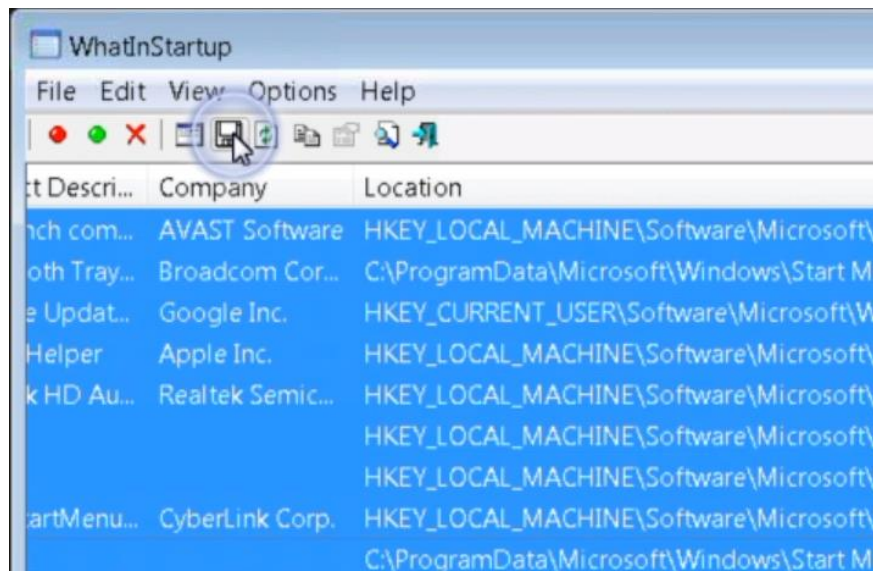 WhatInStartup
File Edit View Options Help
:t Descri... Company Location
nch com... AVAST Software HKEY_LOCAL_MACHINE\Software\Microsoft\
oth Tray... Broadcom Cor... C:\ProgramData\Microsoft\Windows\Start M
e Updat... Google Inc. HKEY_CURRENT_USER\Software\Microsoft\W
Helper Apple Inc. HKEY_LOCAL_MACHINE\Software\Microsoft\
k HD Au... Realtek Semic... HKEY_LOCAL_MACHINE\Software\Microsoft\
HKEY_LOCAL_MACHINE\Software\Microsoft\
HKEY_LOCAL_MACHINE\Software\Microsoft\
tartMenu... CyberLink Corp. HKEY_LOCAL_MACHINE\Software\Microsoft\
C:\ProgramData\Microsoft\Windows\Start M